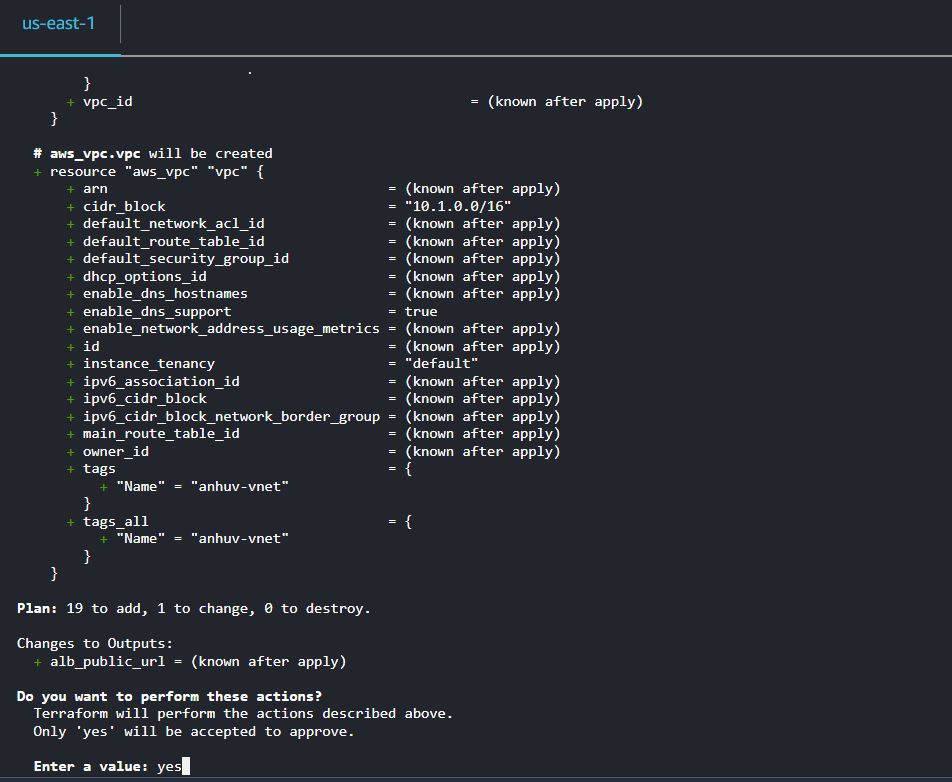 us-east-1
}
+ vpc_id = (known after apply)
}
# aws_vpc.vpc will be created
+ resource "aws_vpc" "vpc" {
+ arn = (known after apply)
+ cidr_block = "10.1.0.0/16"
+ default_network_acl_id = (known after apply)
+ default_route_table_id = (known after apply)
+ default_security_group_id = (known after apply)
+ dhcp_options_id = (known after apply)
+ enable_dns_hostnames = (known after apply)
+ enable_dns_support = true
+ enable_network_address_usage_metrics = (known after apply)
+ id = (known after apply)
+ instance_tenancy = "default"
+ ipv6_association_id = (known after apply)
+ ipv6_cidr_block = (known after apply)
+ ipv6_cidr_block_network_border_group = (known after apply)
+ main_route_table_id = (known after apply)
+ owner_id = (known after apply)
+ tags = {
+ "Name" = "anhuv-vnet"
}
+ tags_all = {
+ "Name" = "anhuv-vnet"
}
}
Plan: 19 to add, 1 to change, 0 to destroy.
Changes to Outputs:
+ alb_public_url = (known after apply)
Do you want to perform these actions?
Terraform will perform the actions described above.
Only 'yes' will be accepted to approve.
Enter a value: yes